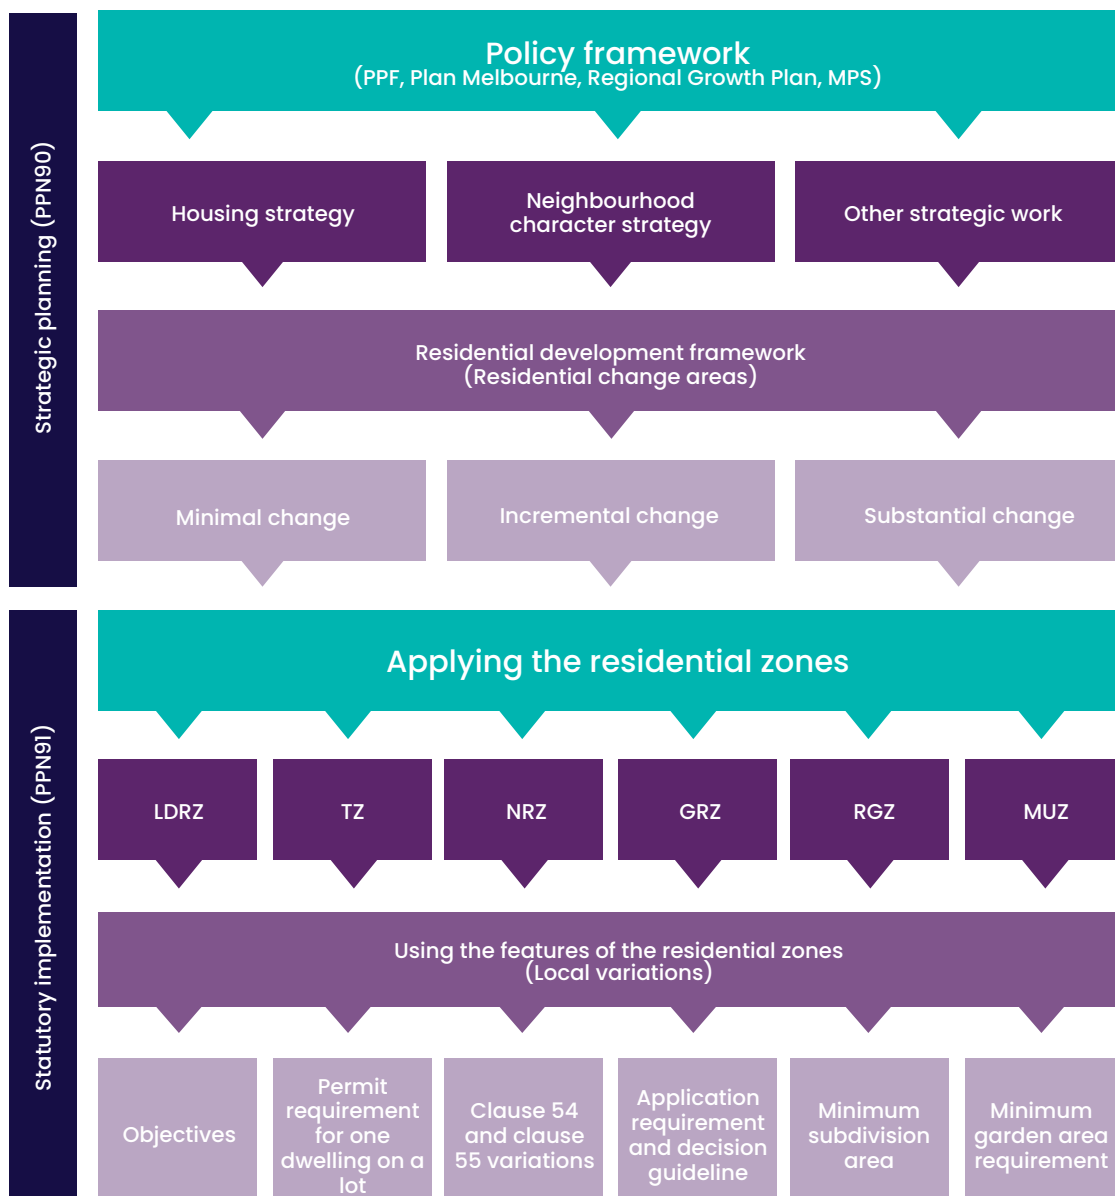 Strategic planning (PPN90)
Policy framework
(PPF, Plan Melbourne, Regional Growth Plan, MPS)
Housing strategy
Neighbourhood
character strategy
Other strategic work
Residential development framework
(Residential change areas)
Minimal change
Incremental change
Substantial change
Statutory implementation (PPN91)
Applying the residential zones
LDRZ
TZ
NRZ
GRZ
RGZ
MUZ
Using the features of the residential zones
(Local variations)
Objectives
Permit
requirement
for one
dwelling on a
lot
Clause 54
and clause
55 variations
Application
requirement
and decision
guideline
Minimum
subdivision
area
Minimum
garden area
requirement